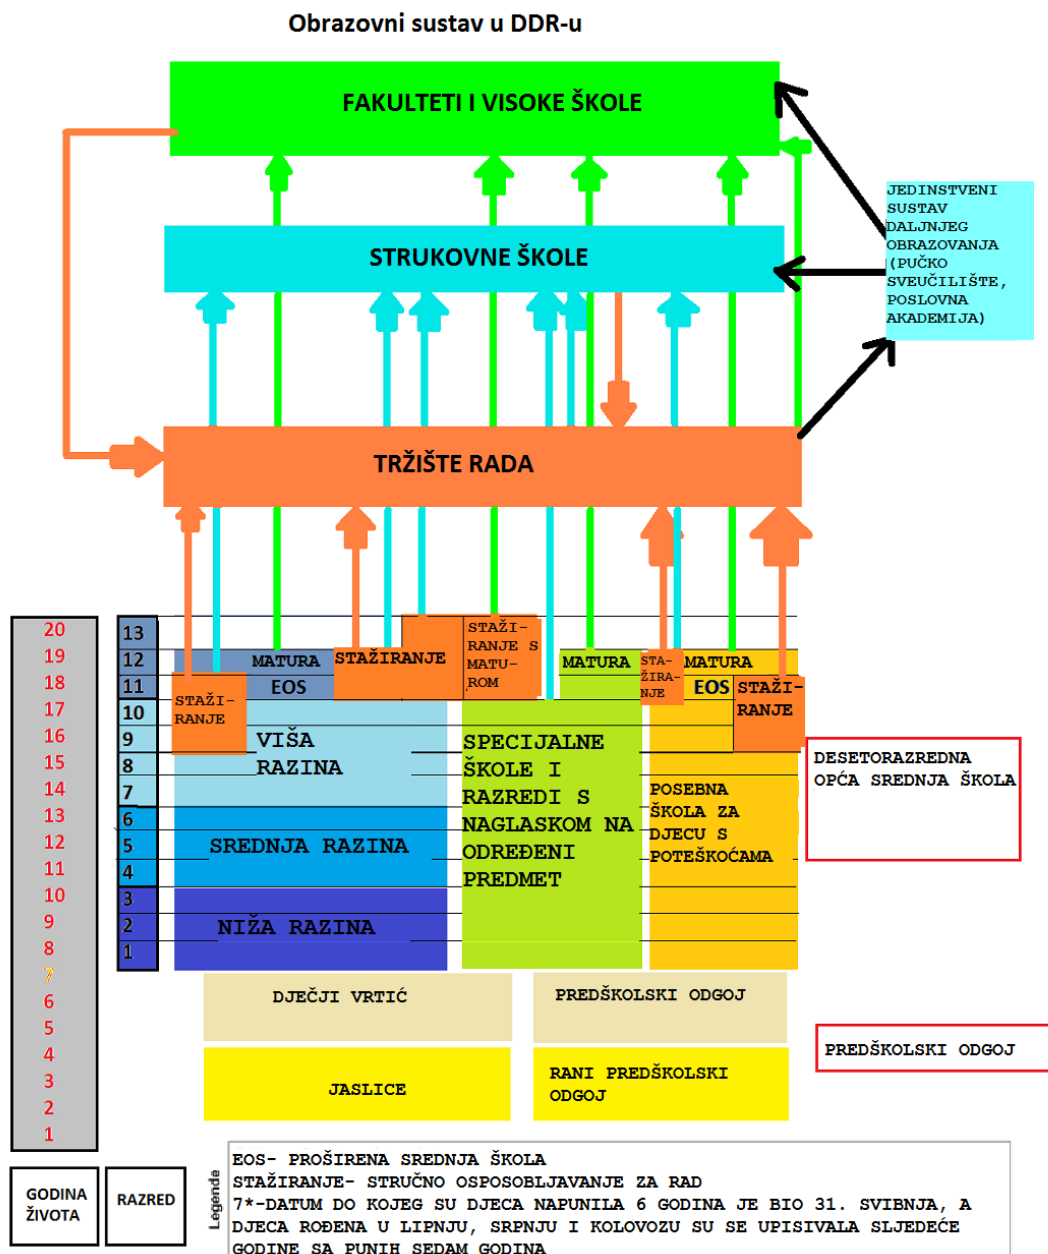 Obrazovni sustav u DDR-u
FAKULTETI I VISOKE ŠKOLE
JEDINSTVENI
SUSTAV
DALJNJEG
OBRAZOVANJA
(PUČKO
SVEUČILIŠTE,
POSLOVNA
AKADEMIJA)
STRUKOVNE ŠKOLE
TRŽIŠTE RADA
20
19
18
17
16
15
14
13
12
11
10
9
8
7
6
5
4
3
2
1
13
12
11
10
9
8
7
6
5
4
3
2
1
MATURA
EOS
STAŽI-
RANJE
STAŽIRANJE
STAŽI-
RANJE S
MATU-
ROM
MATURA
STA-
ŽIRA-
NJE
MATURA
EOS
STAŽI-
RANJE
VIŠA
RAZINA
SREDNJA RAZINA
NIŽA RAZINA
SPECIJALNE
ŠKOLE I
RAZREDI S
NAGLASKOM NA
ODREĐENI
PREDMET
POSEBNA
ŠKOLA ZA
DJECU S
POTEŠKOĆAMA
DESETORAZREDNA
OPĆA SREDNJA ŠKOLA
DJEČJI VRTIĆ
PREDŠKOLSKI ODGOJ
PREDŠKOLSKI ODGOJ
JASLICE
RANI PREDŠKOLSKI
ODGOJ
GODINA
ŽIVOTA
RAZRED
Legende
EOS- PROŠIRENA SREDNJA ŠKOLA
STAŽIRANJE- STRUČNO OSPOSOBLJAVANJE ZA RAD
7*-DATUM DO KOJEG SU DJECA NAPUNILA 6 GODINA JE BIO 31. SVIBNJA, A
DJECA ROĐENA U LIPNJU, SRPNJU I KOLOVOZU SU SE UPISIVALA SLJEDEĆE
GODINE SA PUNIH SEDAM GODINA